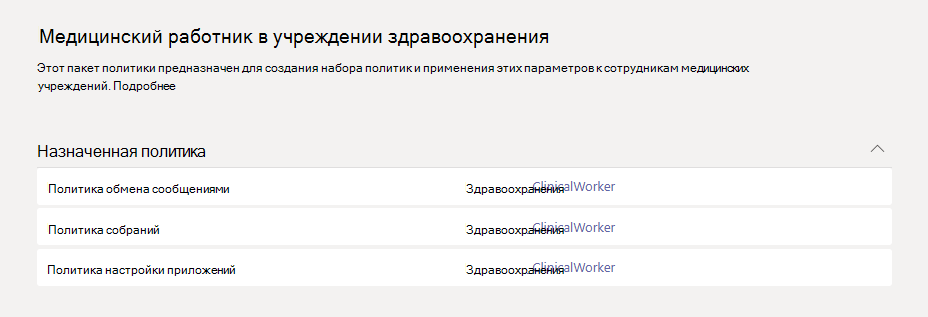 Медицинский работник в учреждении здравоохранения
Этот пакет политики предназначен для создания набора политик и применения этих параметров к сотрудникам медицинских
учреждений. Подробнее
Назначенная политика
Политика обмена сообщениями Здравоохранения ClinicalWorker
Политика собраний Здравоохранения ClinicalWorker
Политика настройки приложений Здравоохранения ClinicalWorker